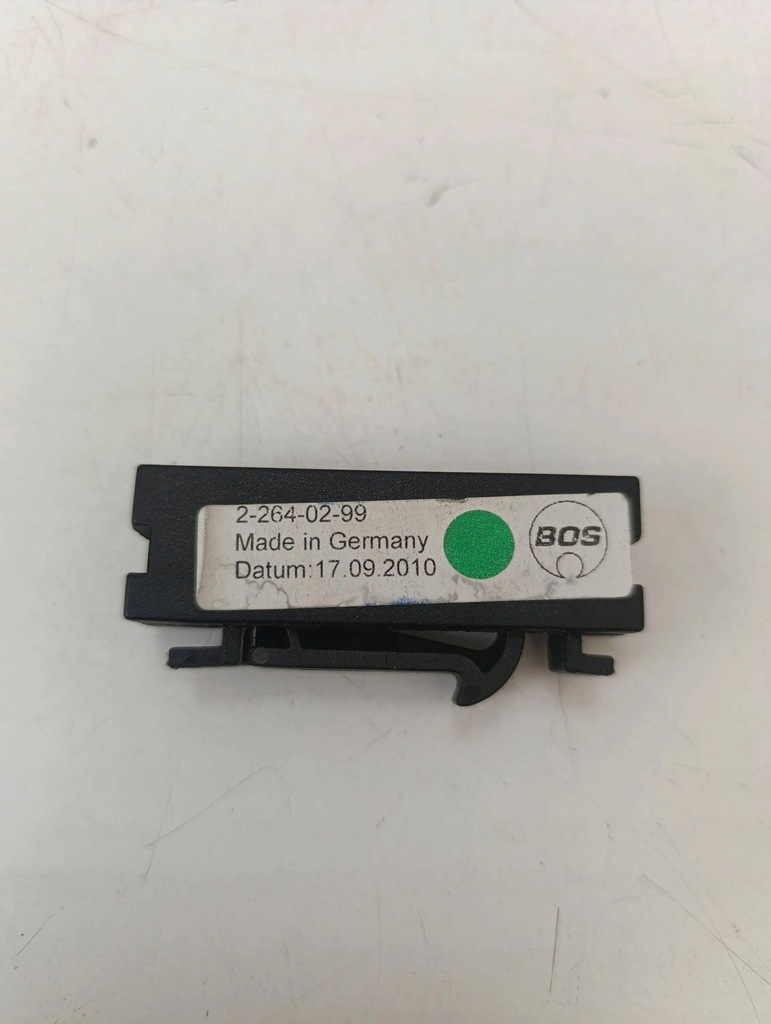 2-264-02-99
Made in Germany
Datum:17.09.2010
BOS